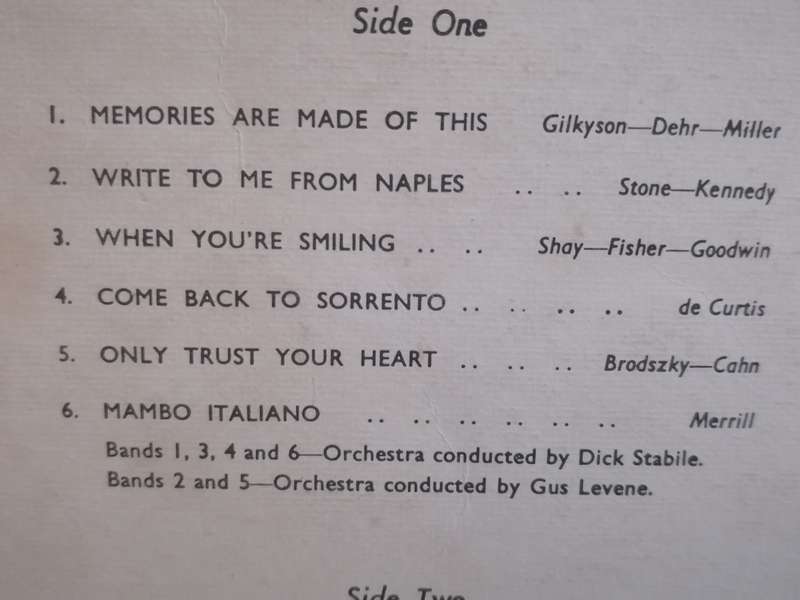 Side One
1. MEMORIES ARE MADE OF THIS Gilkyson—Dehr—Miller
2. WRITE TO ME FROM NAPLES .. .. Stone—Kennedy
3. WHEN YOU'RE SMILING .. .. Shay—Fisher—Goodwin
4. COME BACK TO SORRENTO .. .. .. .. de Curtis
5. ONLY TRUST YOUR HEART .. .. .. Brodszky—Cahn
6. MAMBO ITALIANO .. .. .. .. .. .. Merrill
Bands 1, 3, 4 and 6—Orchestra conducted by Dick Stabile.
Bands 2 and 5—Orchestra conducted by Gus Levene.
Side Two